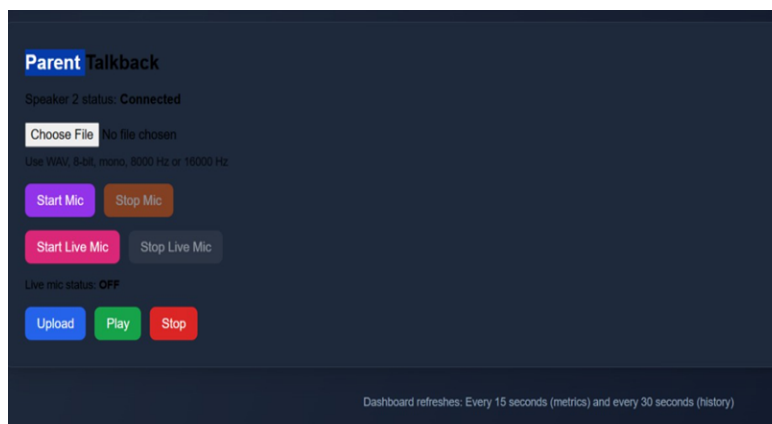 Parent Talkback
Speaker 2 status: Connected
Choose File No file chosen
Use WAV, 8-bit, mono, 8000 Hz or 16000 Hz
Start Mic Stop Mic
Start Live Mic Stop Live Mic
Live mic status: OFF
Upload Play Stop
Dashboard refreshes: Every 15 seconds (metrics) and every 30 seconds (history)